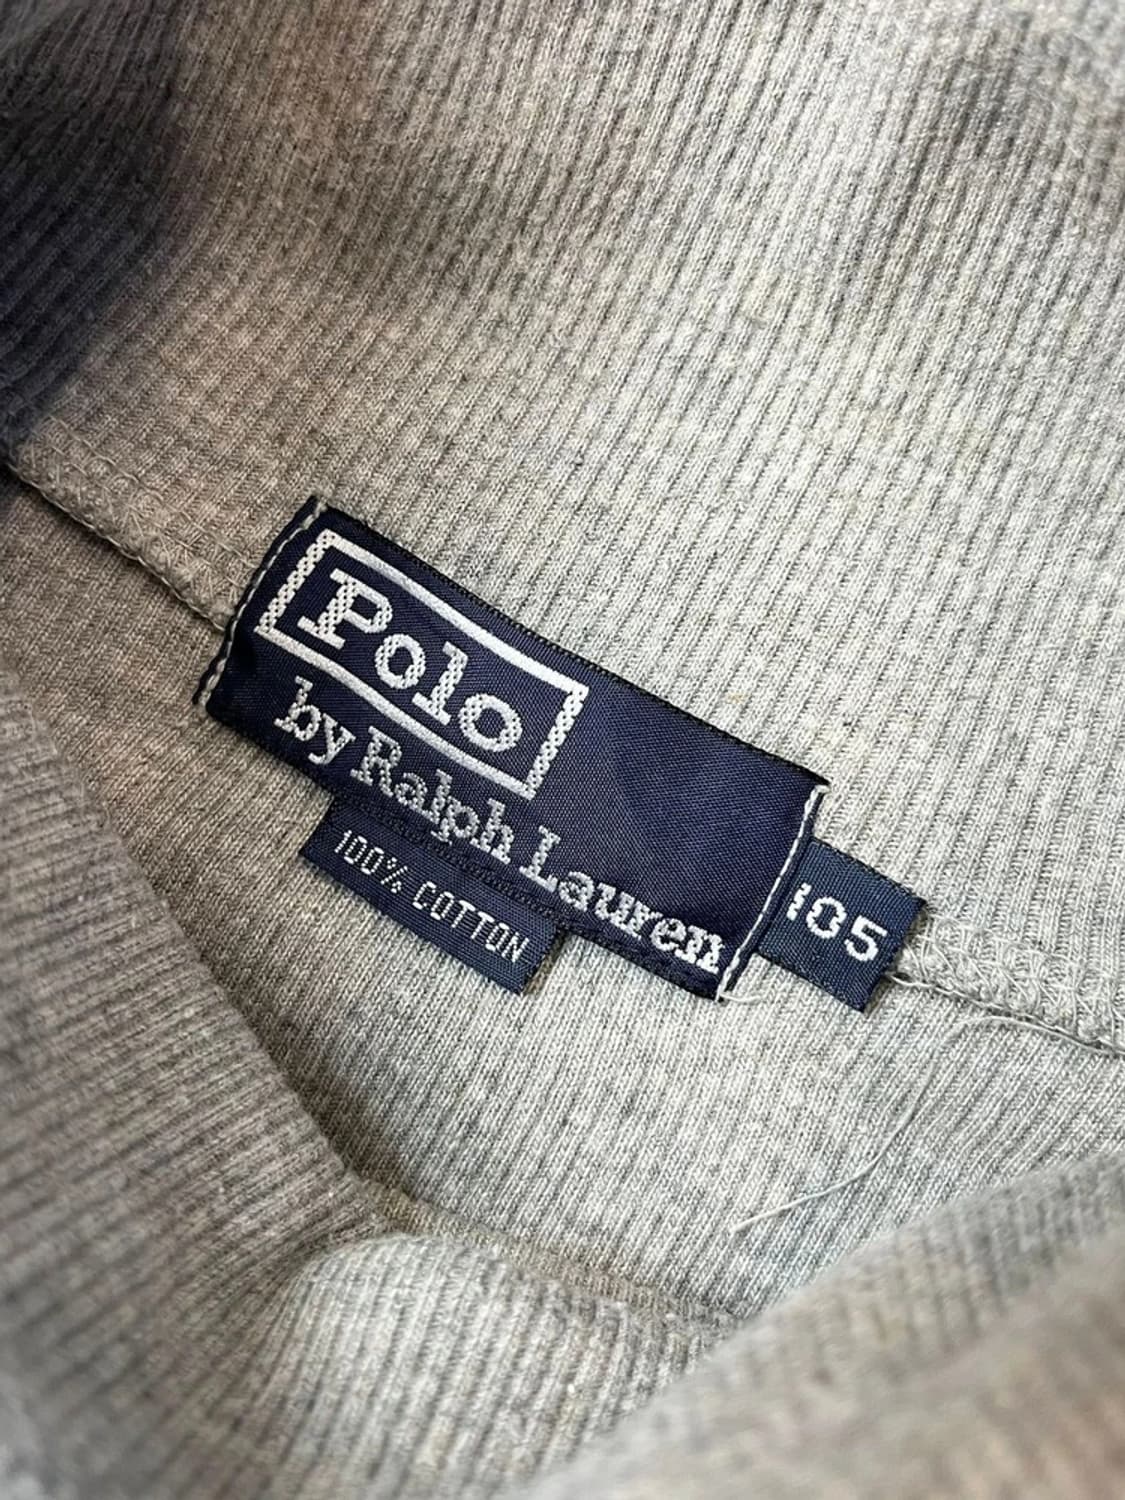 Polo
by Ralph Lauren
100% COTTON
105